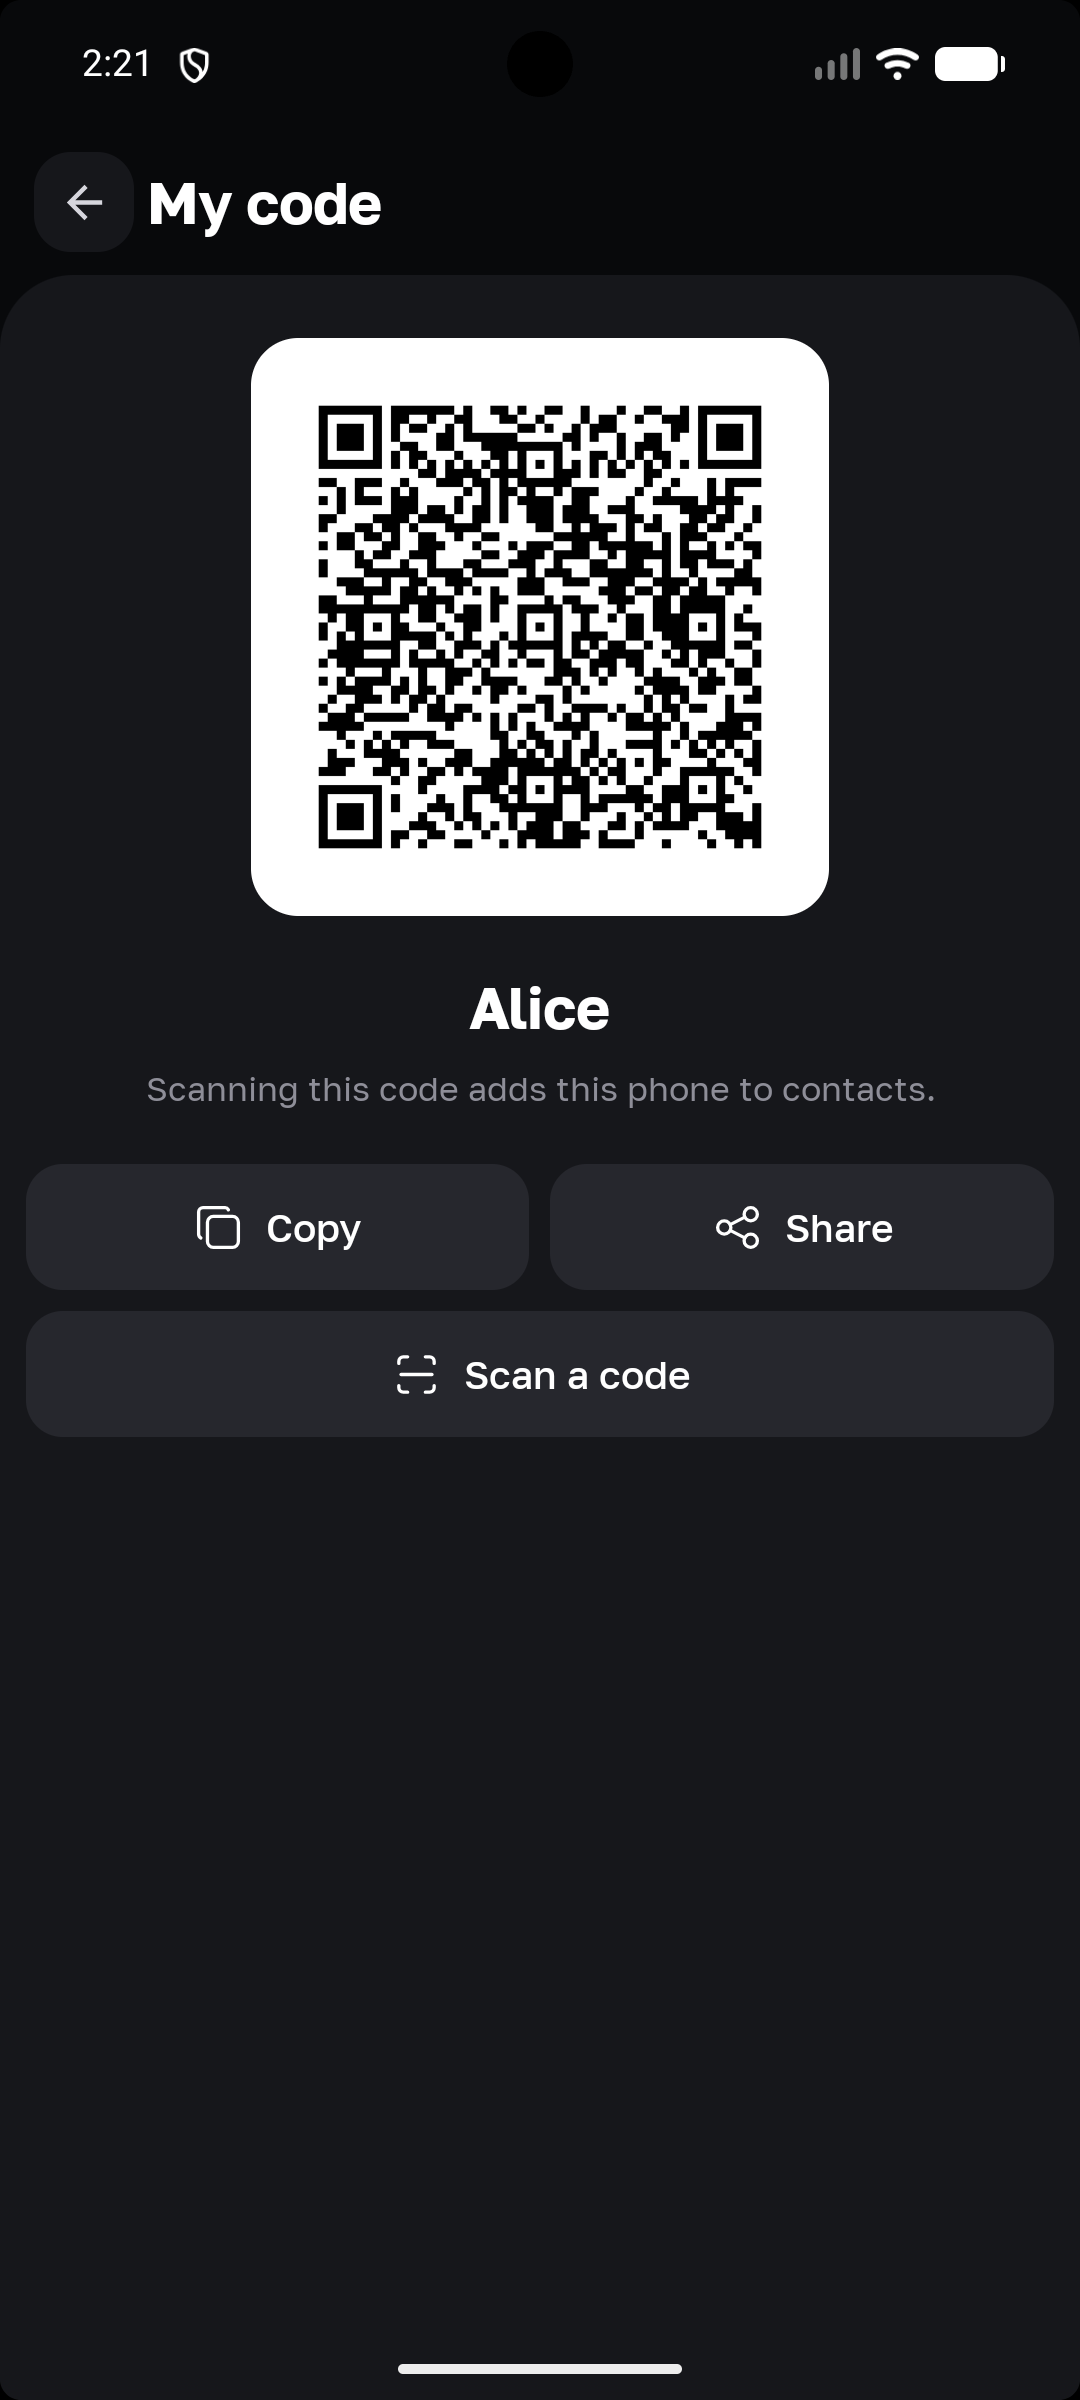 2:21
My code
Alice
Scanning this code adds this phone to contacts.
Copy
Share
Scan a code